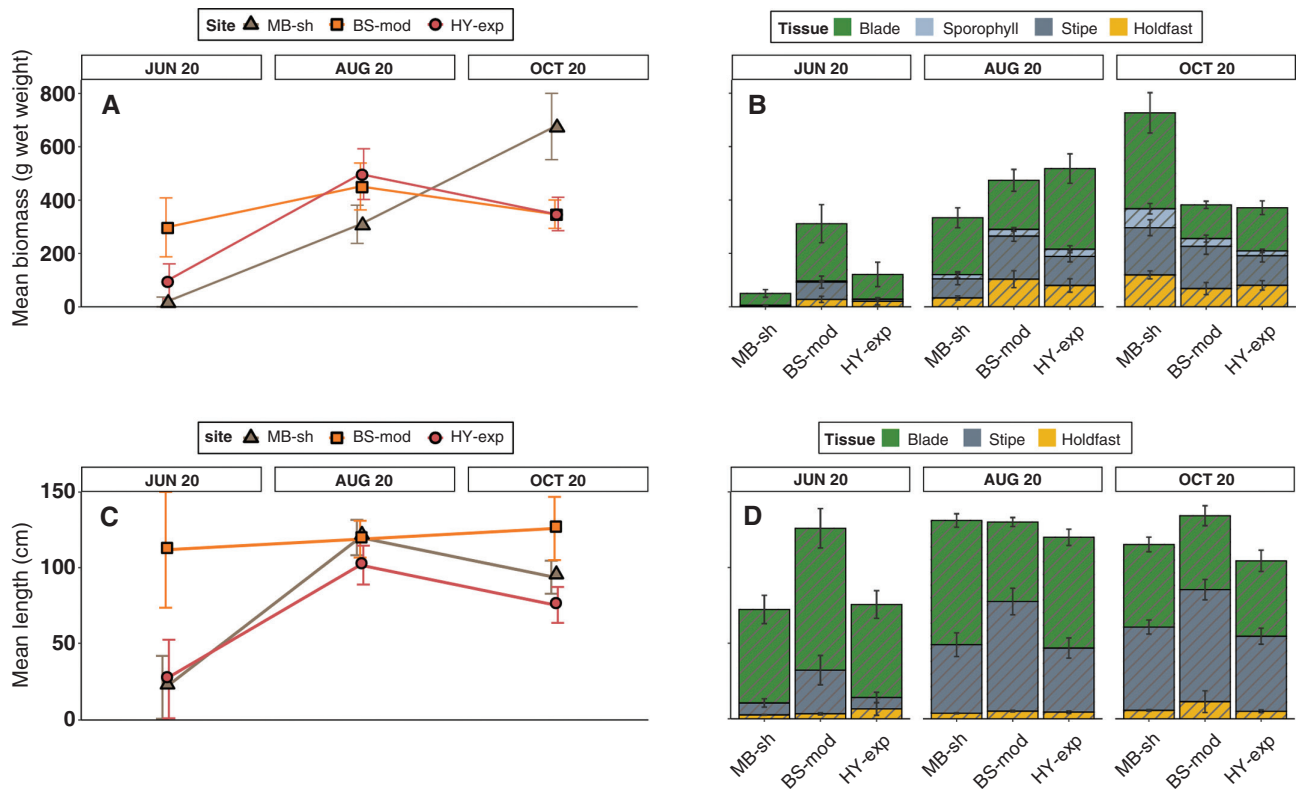 Site MB-sh BS-mod HY-exp
JUN 20 AUG 20 OCT 20
A
Mean biomass (g wet weight)
800
600
400
200
0
Tissue Blade Sporophyll Stipe Holdfast
JUN 20 AUG 20 OCT 20
B
MB-sh BS-mod HY-exp MB-sh BS-mod HY-exp MB-sh BS-mod HY-exp
site MB-sh BS-mod HY-exp
JUN 20 AUG 20 OCT 20
C
Mean length (cm)
150
100
50
0
Tissue Blade Stipe Holdfast
JUN 20 AUG 20 OCT 20
D
MB-sh BS-mod HY-exp MB-sh BS-mod HY-exp MB-sh BS-mod HY-exp